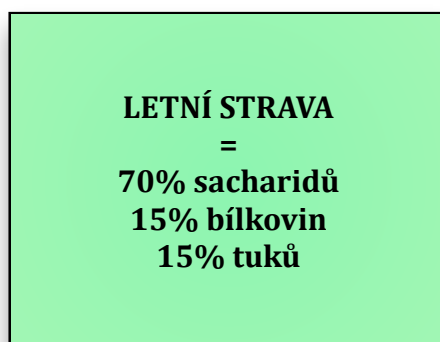 LETNÍ STRAVA
=
70% sacharidů
15% bílkovin
15% tuků